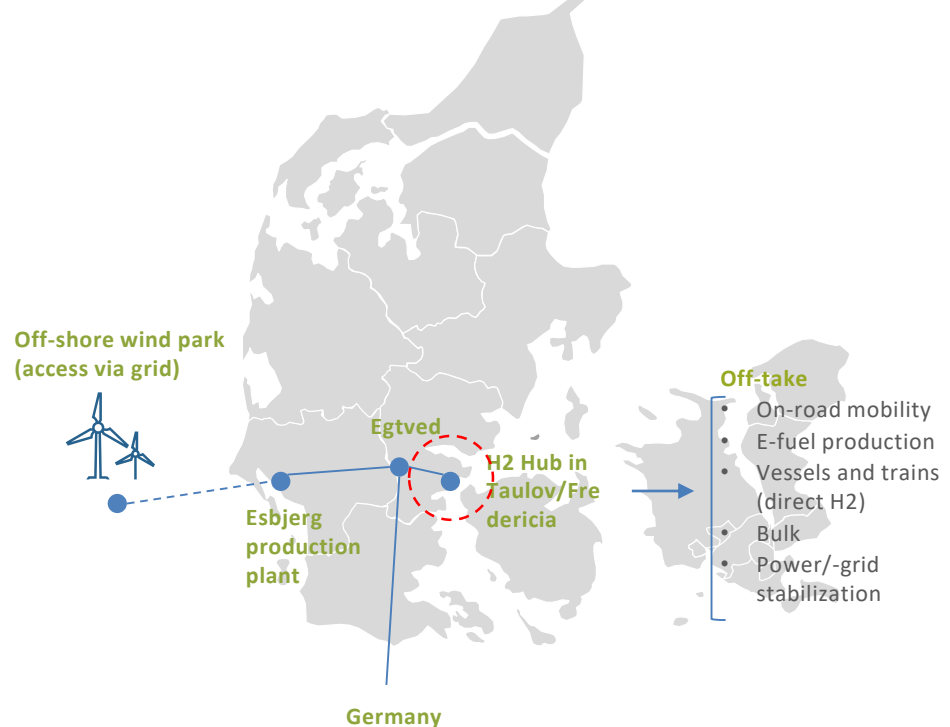 Off-shore wind park
(access via grid)
Egtved
H2 Hub in
Taulov/Fre
dericia
Esbjerg
production
plant
Germany
Off-take
• On-road mobility
• E-fuel production
• Vessels and trains
(direct H2)
• Bulk
• Power/-grid
stabilization